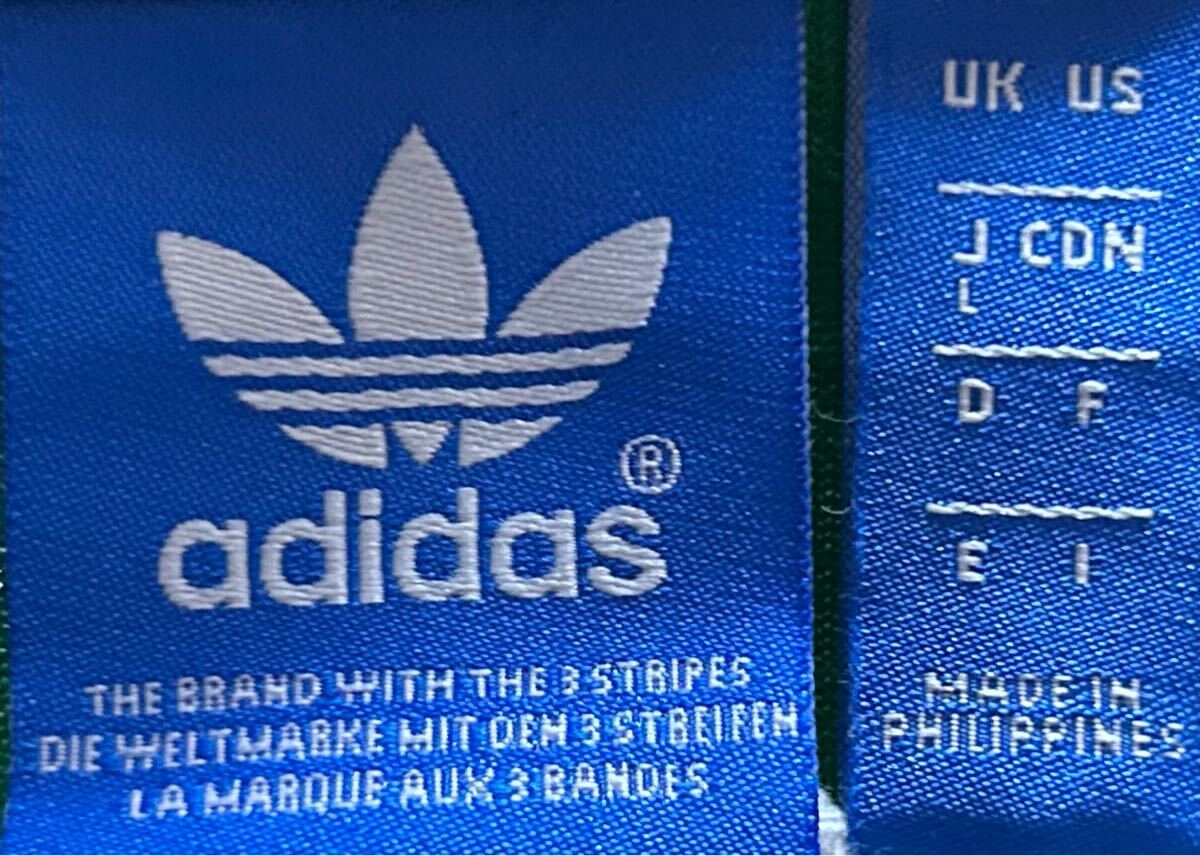 adidas®
THE BRAND WITH THE 3 STRIPES
DIE WELTMARKE MIT DEN 3 STREIFEN
LA MARQUE AUX 3 BANDES
UK US
J CDN
L
D F
E I
MADE IN
PHILIPPINES